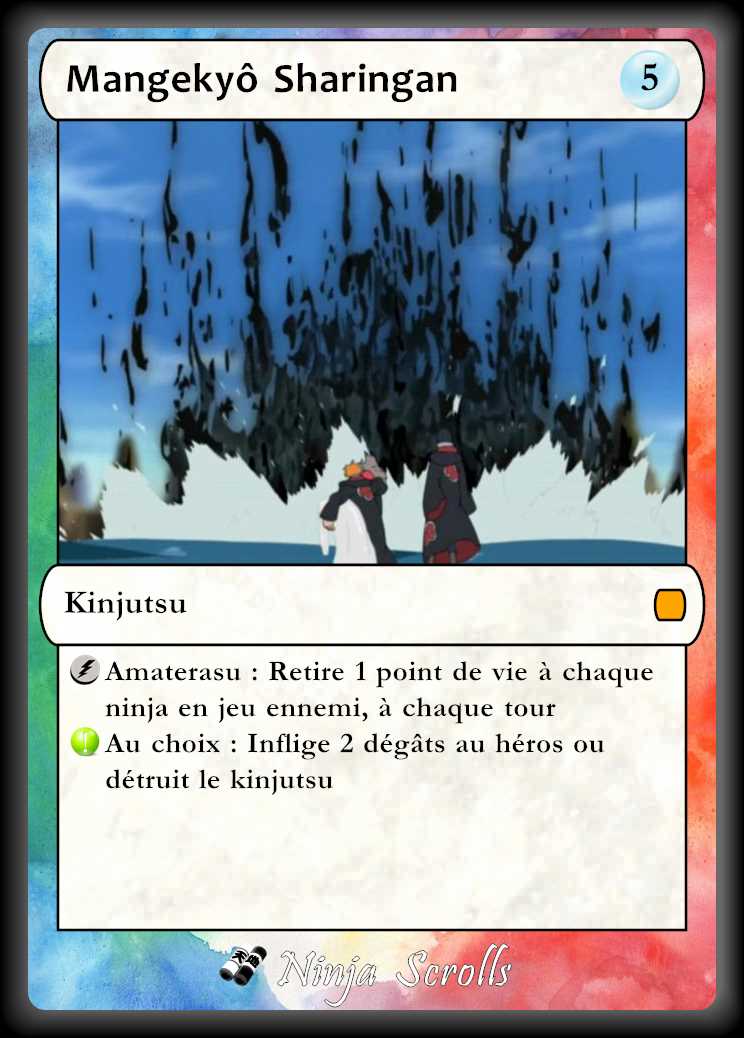 Mangekyô Sharingan
5
Kinjutsu
Amaterasu : Retire 1 point de vie à chaque
ninja en jeu ennemi, à chaque tour
Au choix : Inflige 2 dégâts au héros ou
détruit le kinjutsu
Ninja Scrolls